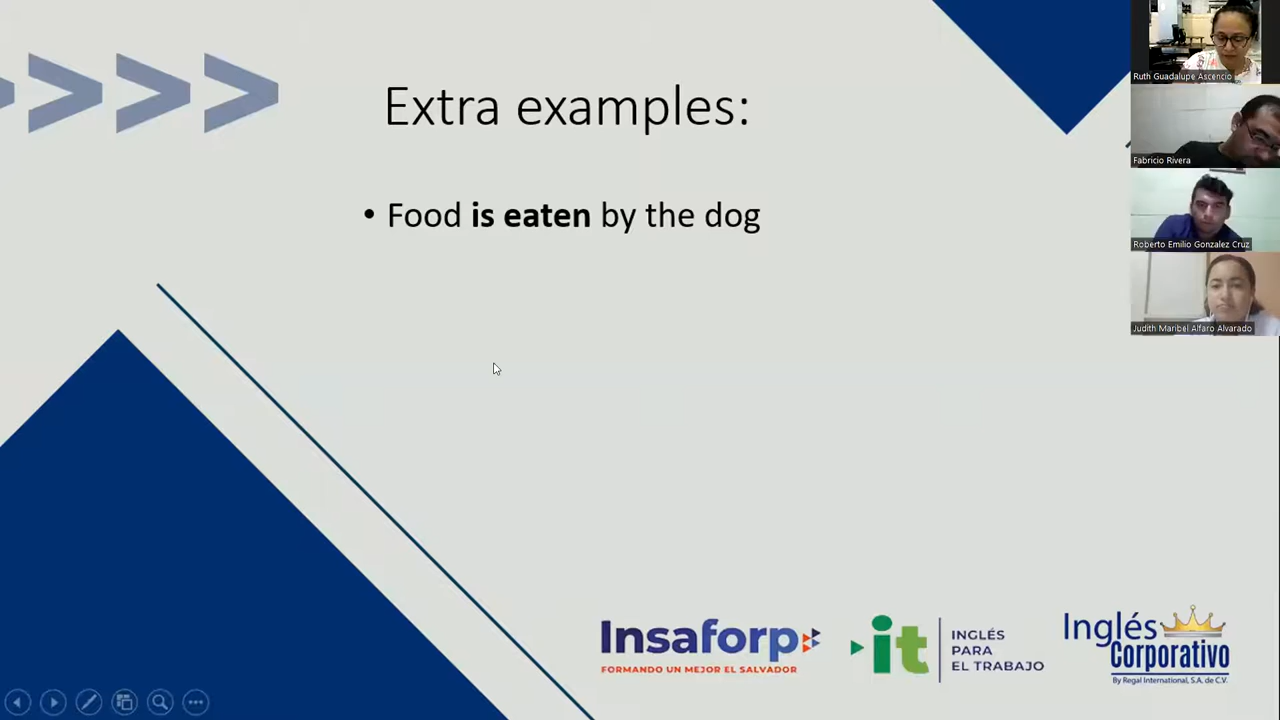 Extra examples:
• Food is eaten by the dog
Ruth Guadalupe Ascencio
Fabricio Rivera
Roberto Emilio Gonzalez Cruz
Judith Maribel Alfaro Alvarado
Insaforp
FORMANDO UN MEJOR EL SALVADOR
it
INGLÉS
PARA
EL TRABAJO
Inglés
Corporativo
By Regal International, S.A. de C.V.